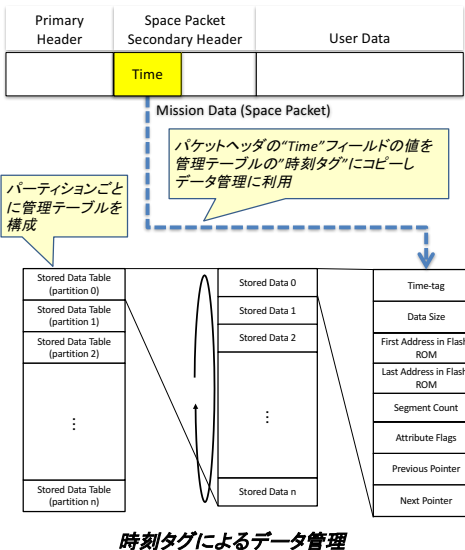 Primary
Header
Space Packet
Secondary Header
User Data
Time
Mission Data (Space Packet)
パケットヘッダの“Time”フィールドの値を
管理テーブルの”時刻タグ”にコピーし
データ管理に利用
パーティションごと
に管理テーブルを
構成
Stored Data Table
(partition 0)
Stored Data Table
(partition 1)
Stored Data Table
(partition 2)
⋮
Stored Data Table
(partition n)
Stored Data 0
Stored Data 1
Stored Data 2
⋮
Stored Data n
Time-tag
Data Size
First Address in Flash
ROM
Last Address in Flash
ROM
Segment Count
Attribute Flags
Previous Pointer
Next Pointer
時刻タグによるデータ管理